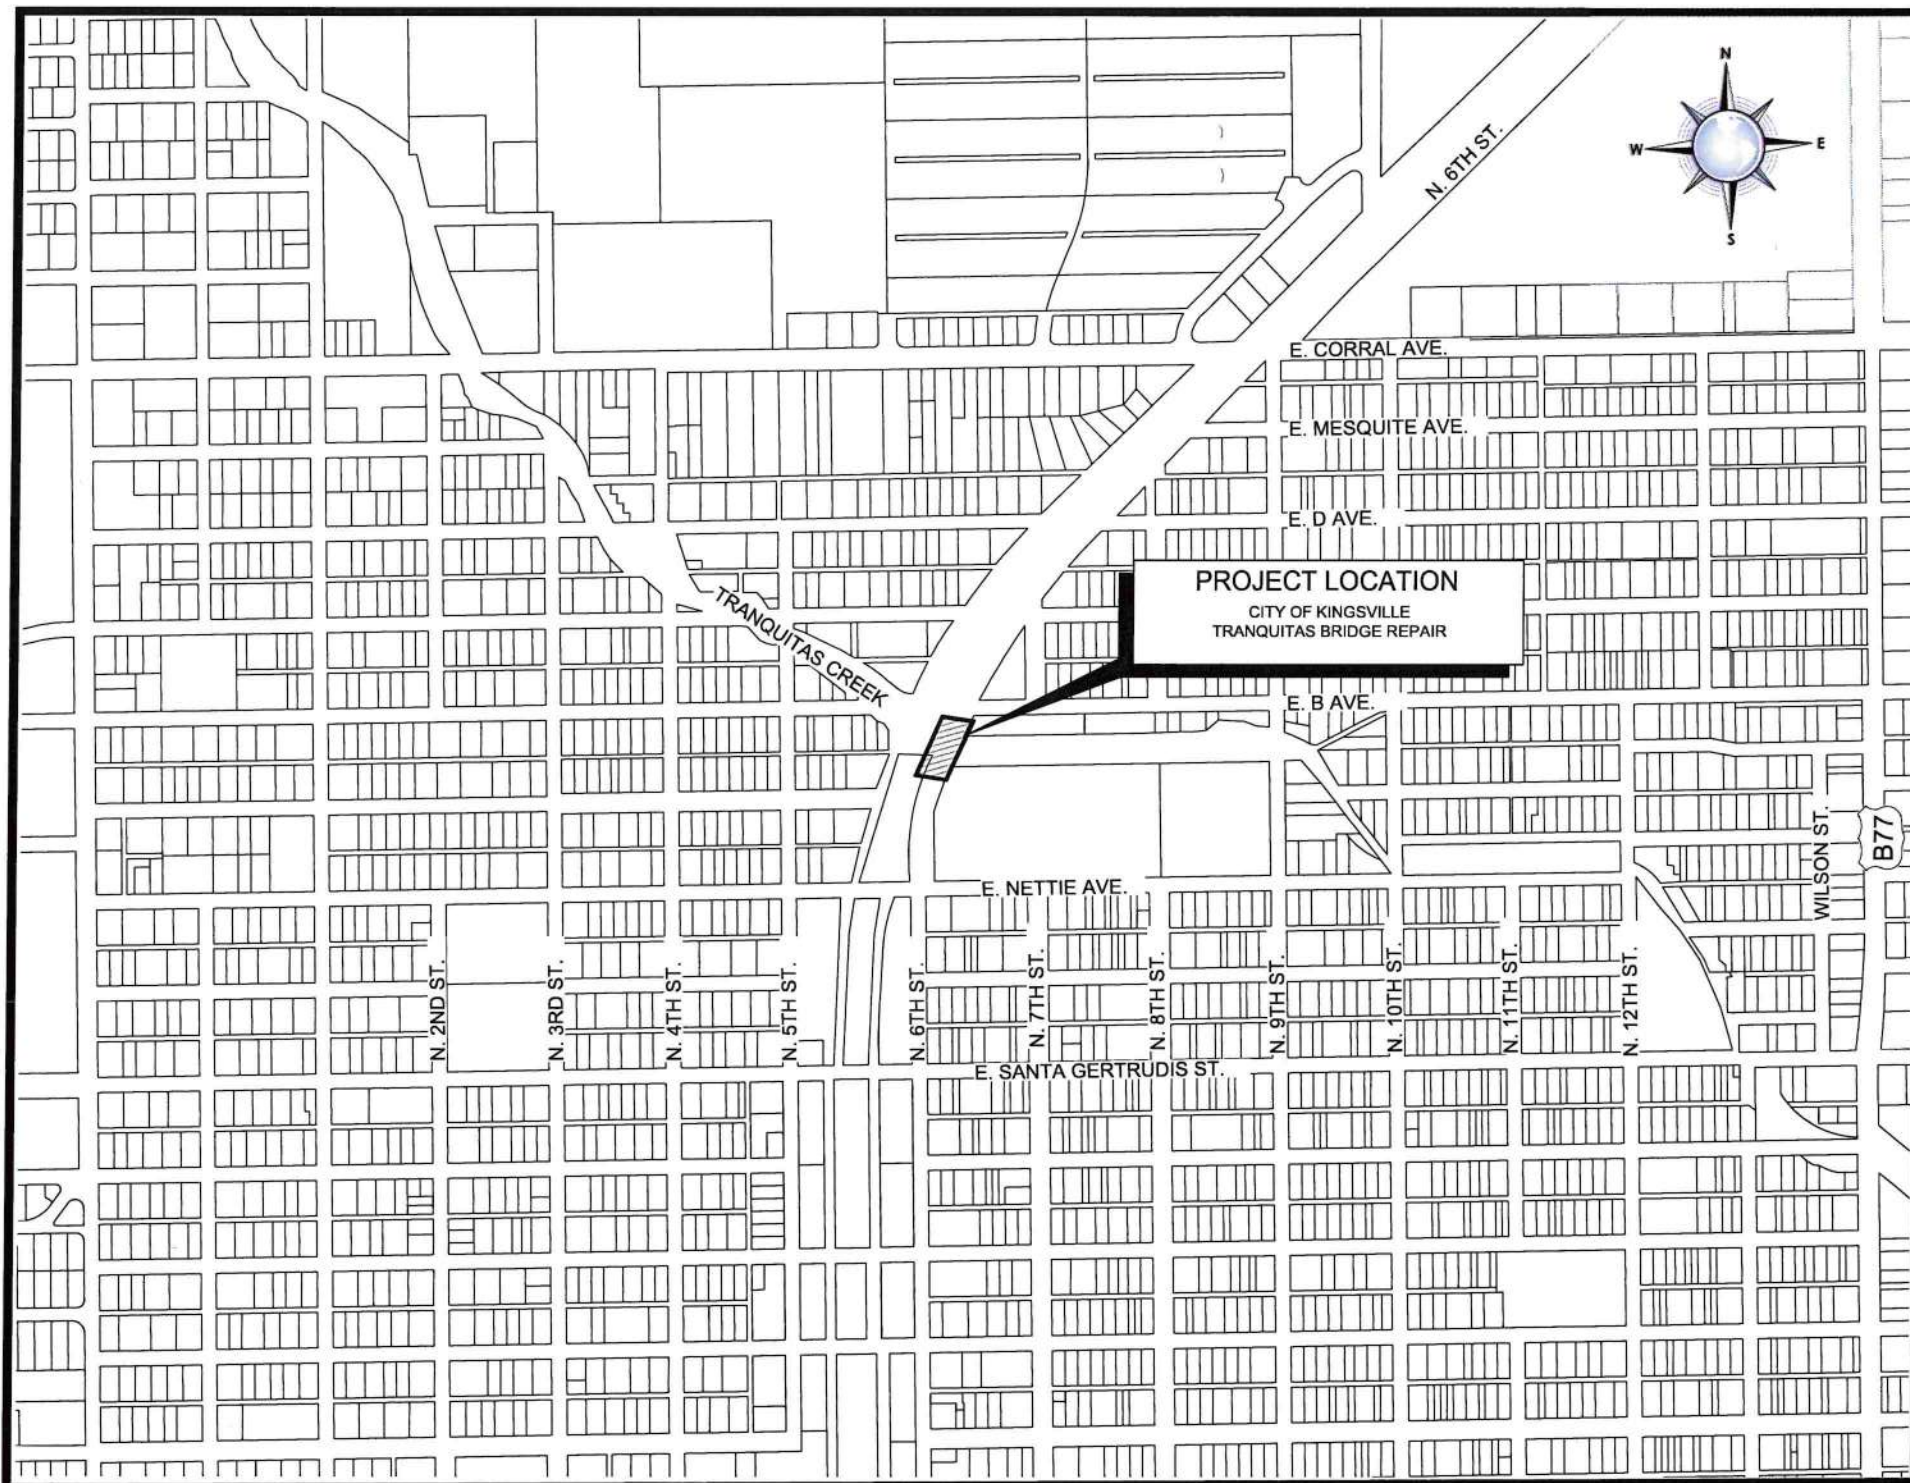 N
W
E
S
N. 6TH ST.
E. CORRAL AVE.
E. MESQUITE AVE.
E. D AVE.
PROJECT LOCATION
CITY OF KINGSVILLE
TRANQUITAS BRIDGE REPAIR
TRANQUITAS CREEK
E. B AVE.
WILSON ST.
B77
E. NETTIE AVE.
N. 2ND ST.
N. 3RD ST.
N. 4TH ST.
N. 5TH ST.
N. 6TH ST.
N. 7TH ST.
N. 8TH ST.
N. 9TH ST.
N. 10TH ST.
N. 11TH ST.
N. 12TH ST.
E. SANTA GERTRUDIS ST.